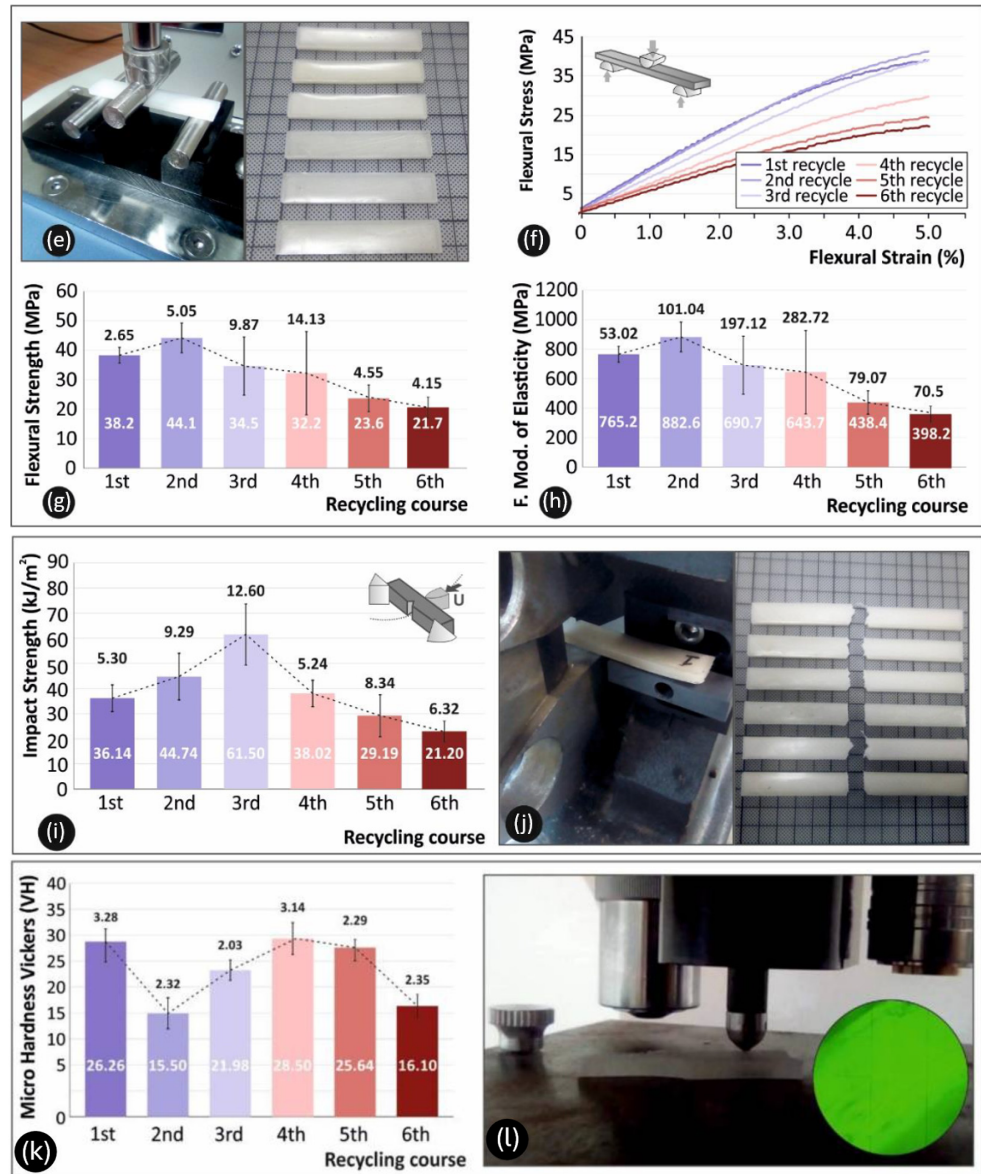 (e)
Flexural Stress (MPa)
45
35
25
15
5
1st recycle
2nd recycle
3rd recycle
4th recycle
5th recycle
6th recycle
0
1.0
2.0
3.0
4.0
5.0
Flexural Strain (%)
(f)
Flexural Strength (MPa)
60
50
40
30
20
10
0
2.65
5.05
9.87
14.13
4.55
4.15
38.2
44.1
34.5
32.2
23.6
21.7
1st
2nd
3rd
4th
5th
6th
Recycling course
(g)
F. Mod. of Elasticity (MPa)
1200
1000
800
600
400
200
0
53.02
101.04
197.12
282.72
79.07
70.5
765.2
882.6
690.7
643.7
438.4
398.2
1st
2nd
3rd
4th
5th
6th
Recycling course
(h)
Impact Strength (kJ/m²)
90
80
70
60
50
40
30
20
10
0
5.30
9.29
12.60
5.24
8.34
6.32
36.14
44.74
61.50
38.02
29.19
21.20
1st
2nd
3rd
4th
5th
6th
Recycling course
U
(i)
1
(j)
Micro Hardness Vickers (VH)
40
30
35
30
25
20
15
10
5
0
3.28
2.32
2.03
3.14
2.29
2.35
26.26
15.50
21.98
28.50
25.64
16.10
1st
2nd
3rd
4th
5th
6th
Recycling course
(k)
(l)